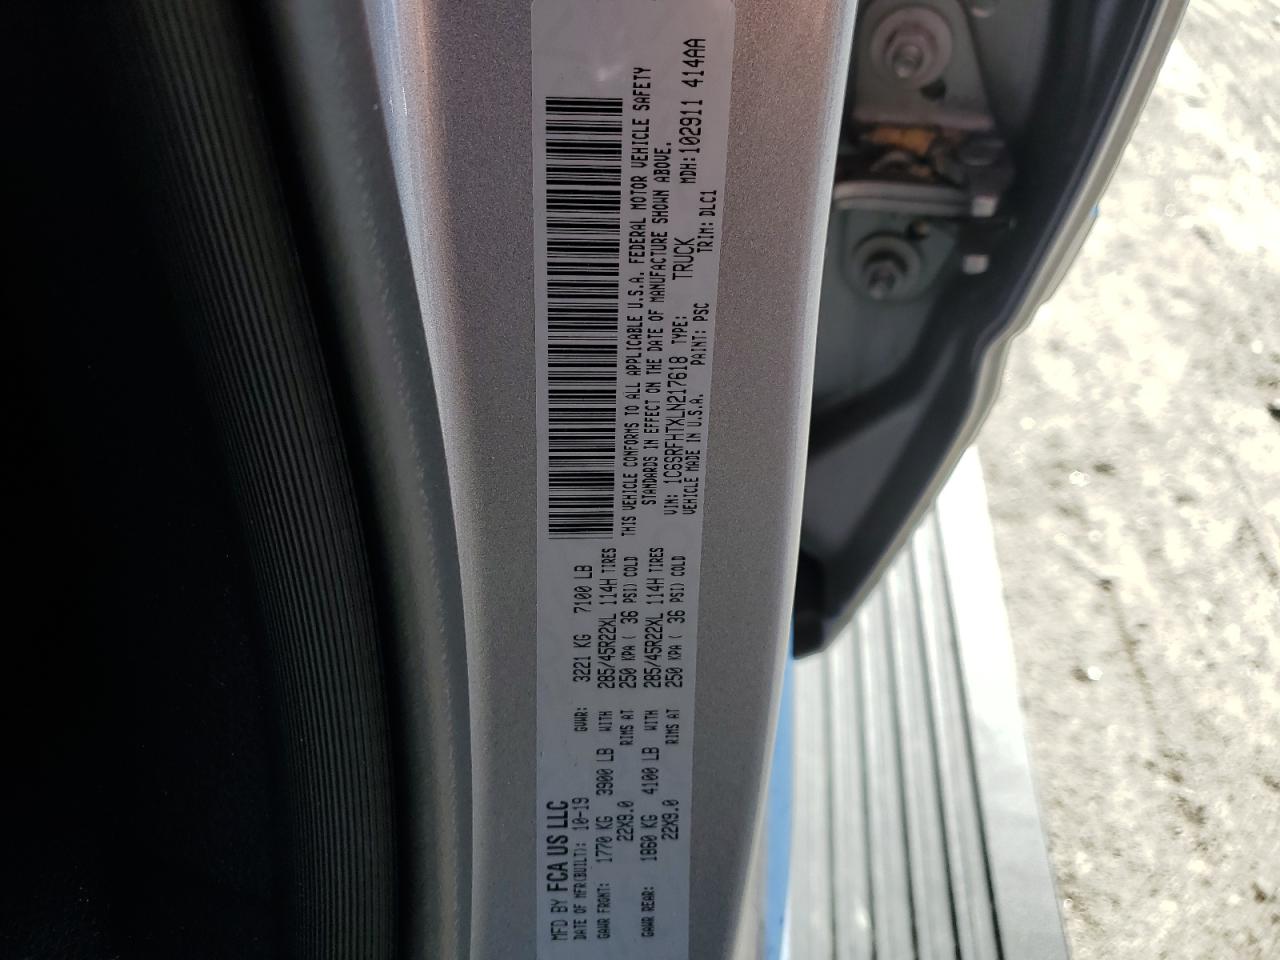 MFD BY FCA US LLC
DATE OF MFR(BUILT): 10-19 GVWR: 3221 KG 7100 LB
GAWR FRONT: 1770 KG 3900 LB WITH 285/45R22XL 114H TIRES
22X9.0 RIMS AT 250 KPA ( 36 PSI) COLD
GAWR REAR: 1860 KG 4100 LB WITH 285/45R22XL 114H TIRES
22X9.0 RIMS AT 250 KPA ( 36 PSI) COLD
THIS VEHICLE CONFORMS TO ALL APPLICABLE U.S.A. FEDERAL MOTOR VEHICLE SAFETY
STANDARDS IN EFFECT ON THE DATE OF MANUFACTURE SHOWN ABOVE.
VIN: 1C6SRFHTXLN217618 TYPE: TRUCK MDH:102911 414AA
VEHICLE MADE IN U.S.A. PAINT: PSC TRIM: DLC1